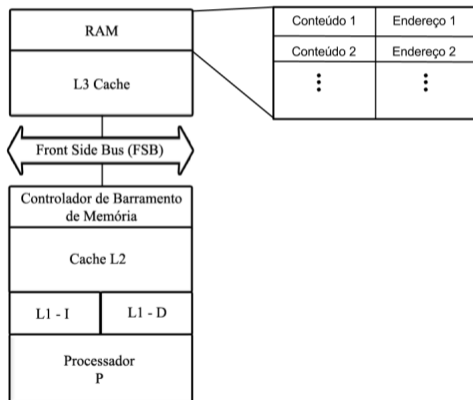 RAM
L3 Cache
Conteúdo 1 Endereço 1
Conteúdo 2 Endereço 2
Front Side Bus (FSB)
Controlador de Barramento
de Memória
Cache L2
L1 - I L1 - D
Processador
P